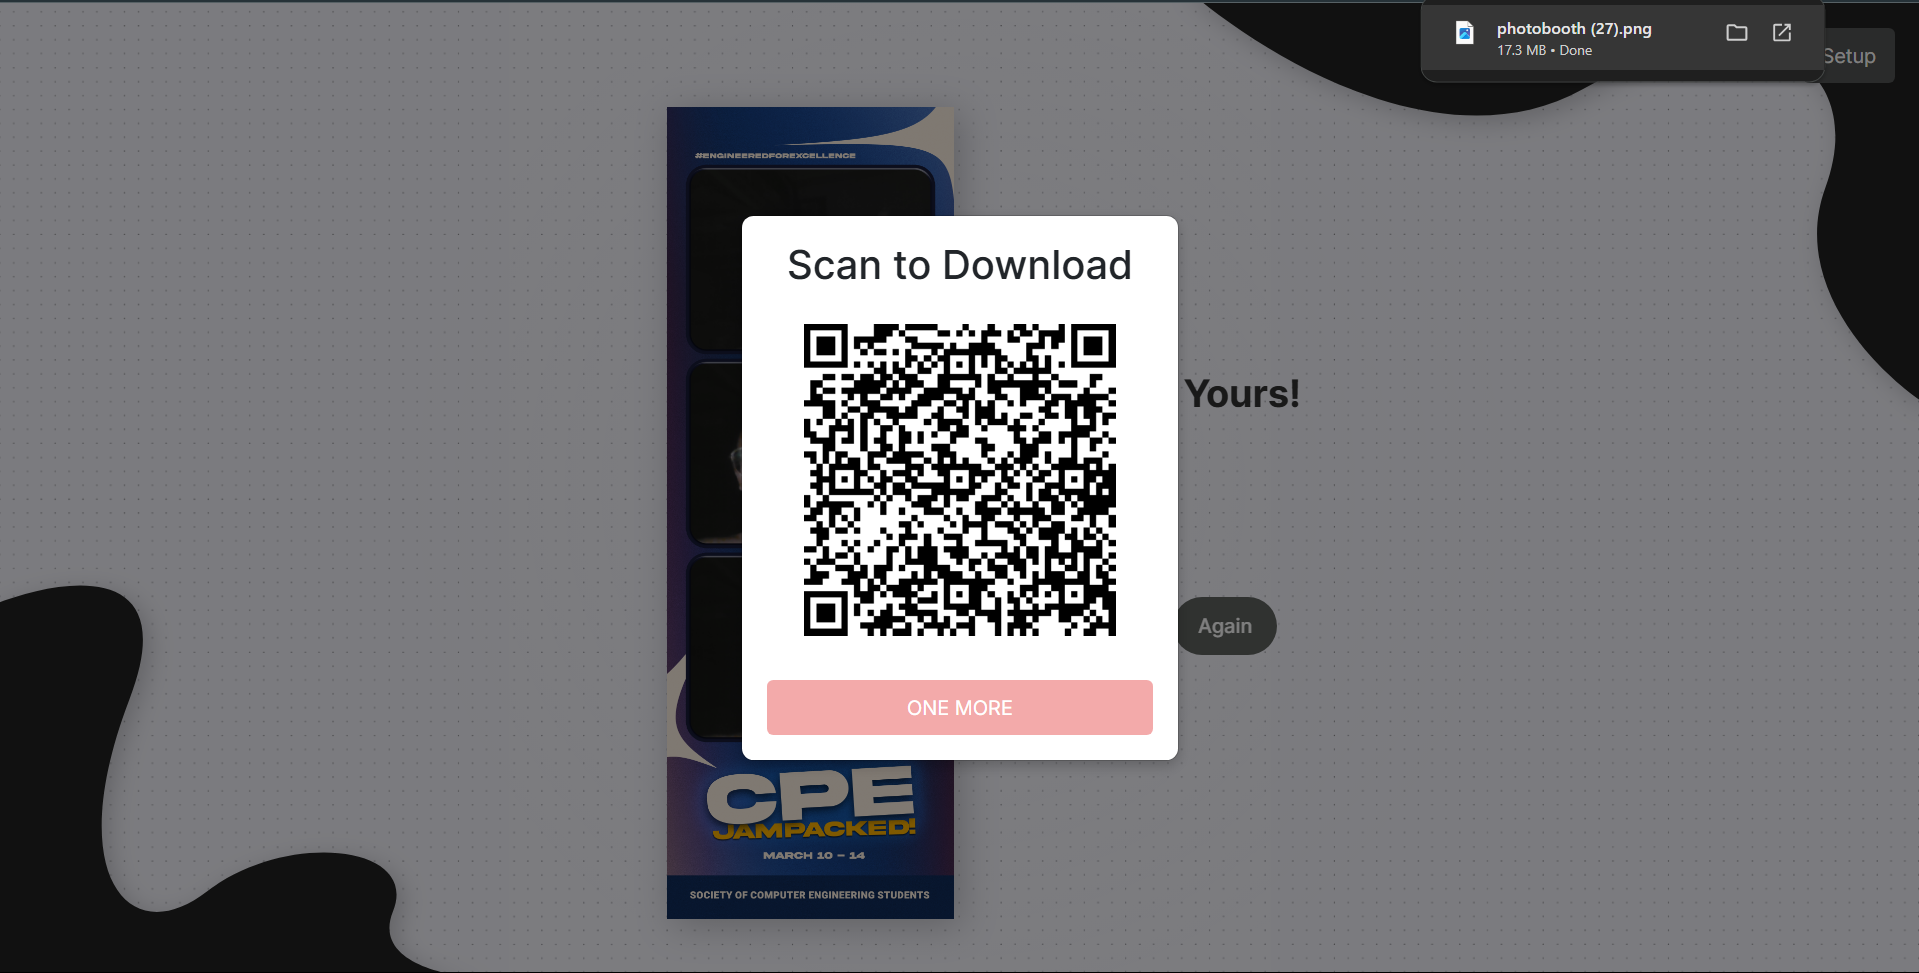 photobooth (27).png
17.3 MB • Done
Setup
#ENGINEEREDFOREXCELLENCE
Scan to Download
Yours!
Again
ONE MORE
CPE
JAMPACKED!
MARCH 10 – 14
SOCIETY OF COMPUTER ENGINEERING STUDENTS